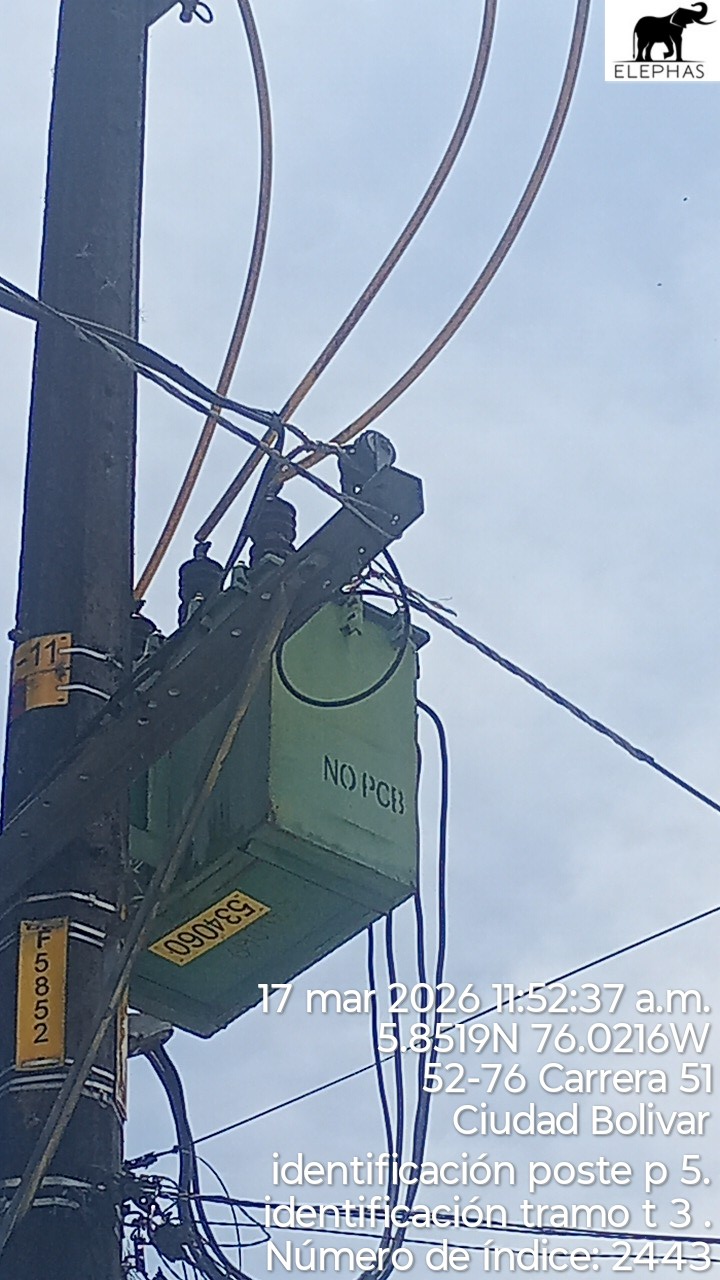 ELEPHAS
-11
NO PCB
534060
F5852
17 mar 2026 11:52:37 a.m.
5.8519N 76.0216W
52-76 Carrera 51
Ciudad Bolivar
identificación poste p 5.
identificación tramo t 3 .
Número de índice: 2443